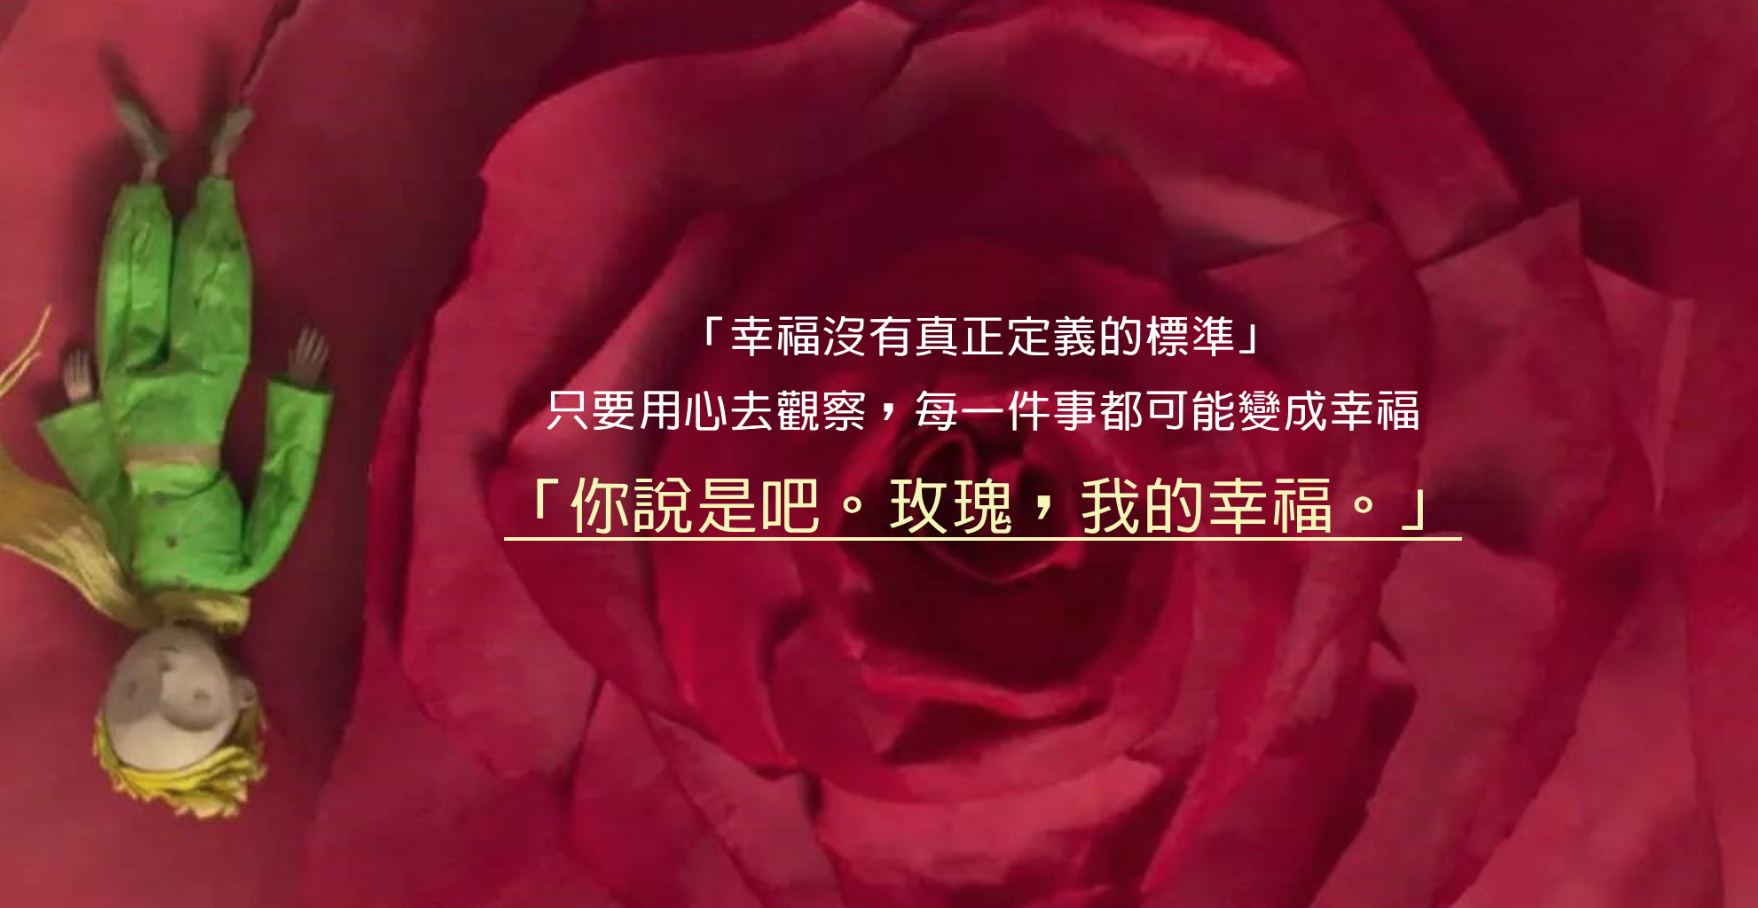 「幸福沒有真正定義的標準」
只要用心去觀察，每一件事都可能變成幸福
「你說是吧。玫瑰，我的幸福。」